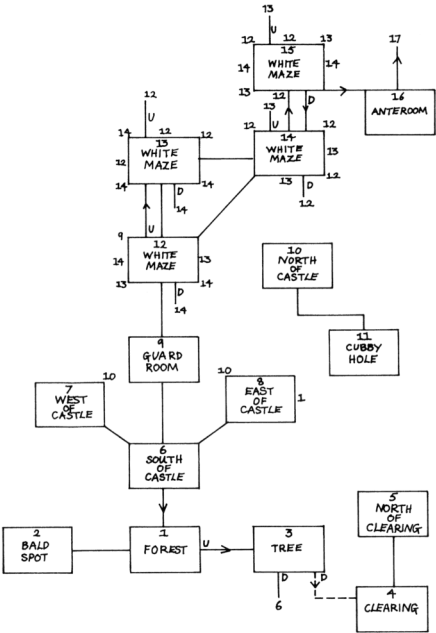 13
U
12 12 13
15
14 WHITE 14
MAZE
13
17
16
ANTEROOM
12 D
12
U
13
U
12 12
14
WHITE 13
MAZE
13 D 12
12
14 12 12
13
12 WHITE
MAZE
14 D 14
14
U
9
12
14 WHITE 13
MAZE
13 D 14
14
10
NORTH
OF
CASTLE
11
CUBBY
HOLE
9
GUARD
ROOM
10
7
WEST
OF
CASTLE
10
8
EAST
OF 1
CASTLE
6
SOUTH
OF
CASTLE
2
BALD
SPOT
1
FOREST
U
3
TREE
D D
6
5
NORTH
OF
CLEARING
4
CLEARING